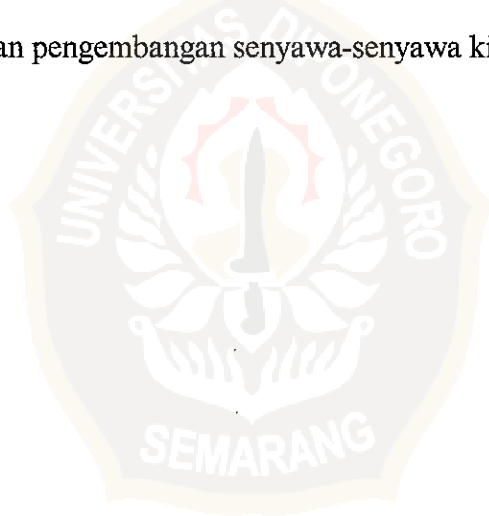 an pengembangan senyawa-senyawa ki
UNIVERSITAS DIPONEGORO
SEMARANG